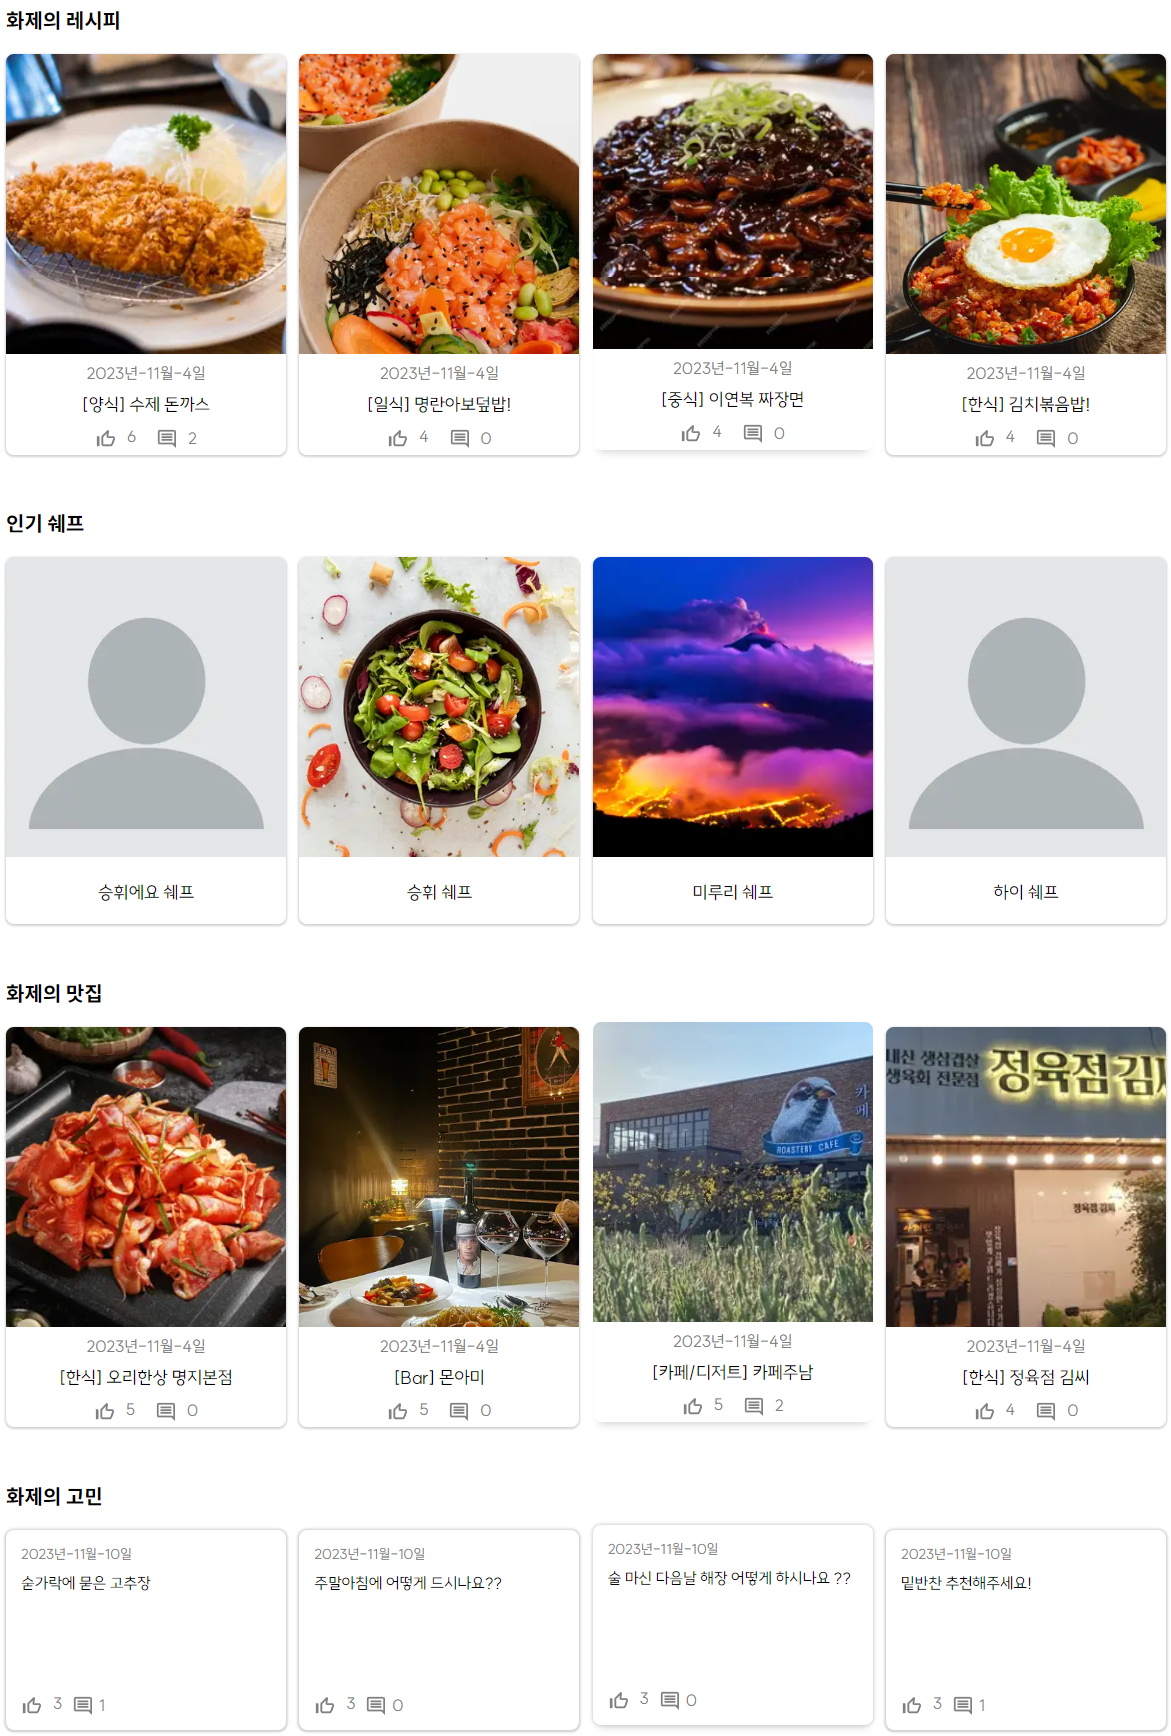 화제의 레시피
2023년-11월-4일
[양식] 수제 돈까스
6 2
2023년-11월-4일
[일식] 명란아보덮밥!
4 0
2023년-11월-4일
[중식] 이연복 짜장면
4 0
2023년-11월-4일
[한식] 김치볶음밥!
4 0
인기 쉐프
승휘에요 쉐프
승휘 쉐프
미루리 쉐프
하이 쉐프
화제의 맛집
카페
ROASTERY CAFE
내산 생삼겹살
생육회 전문점
정육점김
정육점 김씨
2023년-11월-4일
[한식] 오리한상 명지본점
5 0
2023년-11월-4일
[Bar] 몬아미
5 0
2023년-11월-4일
[카페/디저트] 카페주남
5 2
2023년-11월-4일
[한식] 정육점 김씨
4 0
화제의 고민
2023년-11월-10일
숟가락에 묻은 고추장
3 1
2023년-11월-10일
주말아침에 어떻게 드시나요??
3 0
2023년-11월-10일
술 마신 다음날 해장 어떻게 하시나요 ??
3 0
2023년-11월-10일
밑반찬 추천해주세요!
3 1